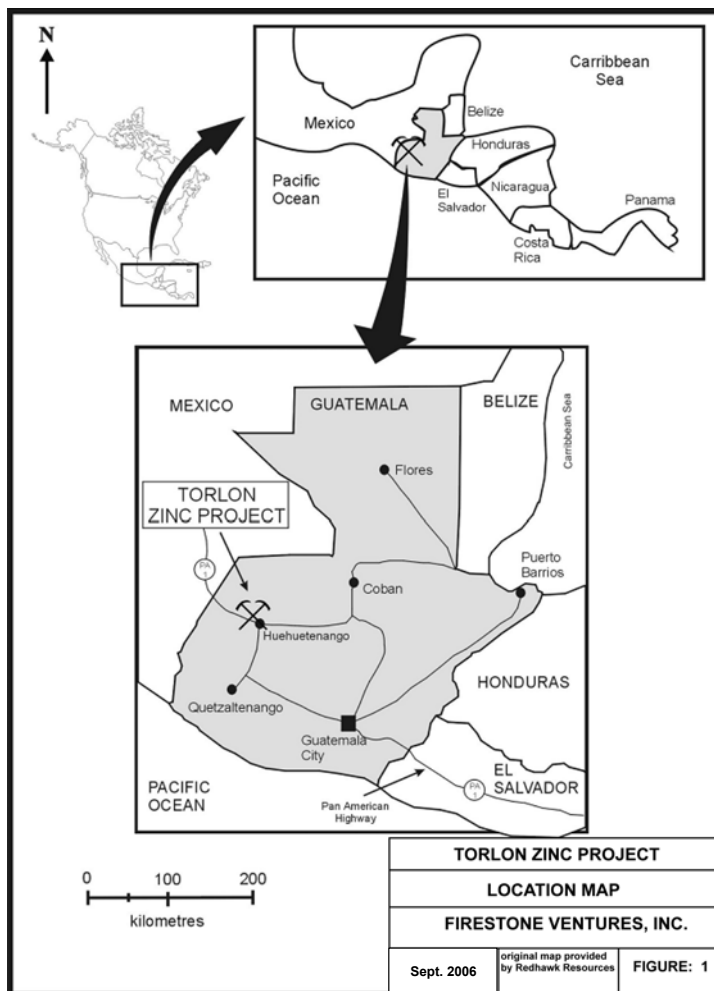 N
Carribbean
Sea
Mexico
Belize
Honduras
Pacific
Ocean
El
Salvador
Nicaragua
Costa
Rica
Panama
MEXICO
GUATEMALA
BELIZE
Carribbean Sea
Flores
TORLON
ZINC PROJECT
PA
1
Puerto
Barrios
Coban
Huehuetenango
HONDURAS
Quetzaltenango
Guatemala
City
EL
SALVADOR
PACIFIC
OCEAN
Pan American
Highway
PA
1
0 100 200
kilometres
TORLON ZINC PROJECT
LOCATION MAP
FIRESTONE VENTURES, INC.
Sept. 2006
original map provided
by Redhawk Resources
FIGURE: 1